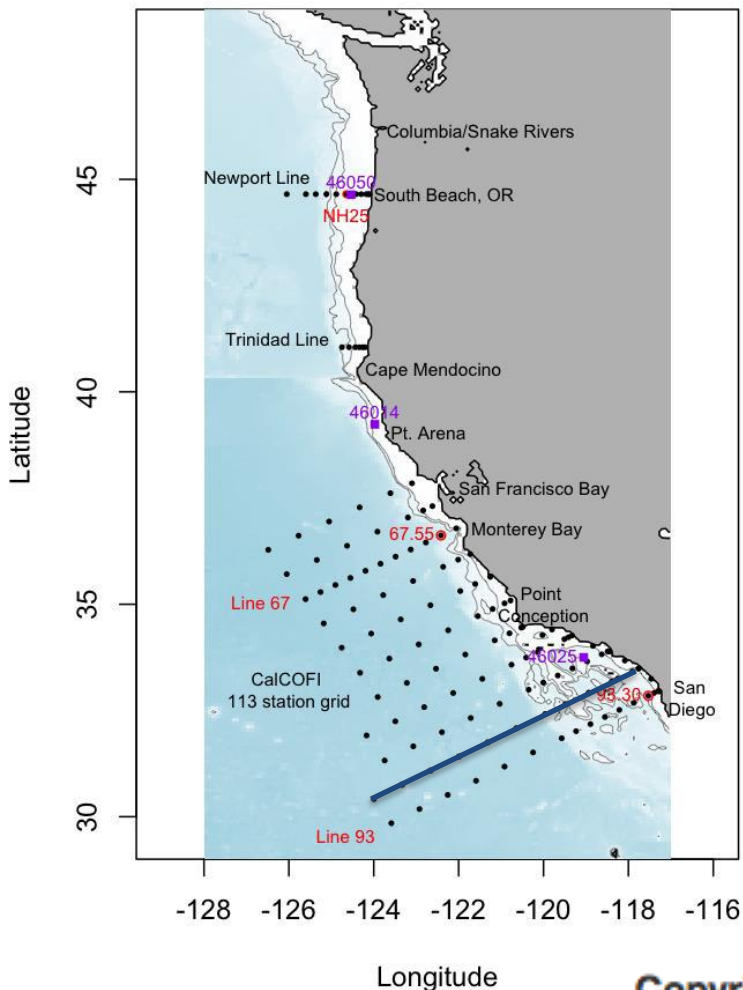 Columbia/Snake Rivers
Newport Line
46050
South Beach, OR
NH25
Trinidad Line
Cape Mendocino
46014
Pt. Arena
San Francisco Bay
67.55
Monterey Bay
Line 67
Point
Conception
46025
CalCOFI
113 station grid
93.30
San
Diego
Line 93
Latitude
45
40
35
30
-128 -126 -124 -122 -120 -118 -116
Longitude